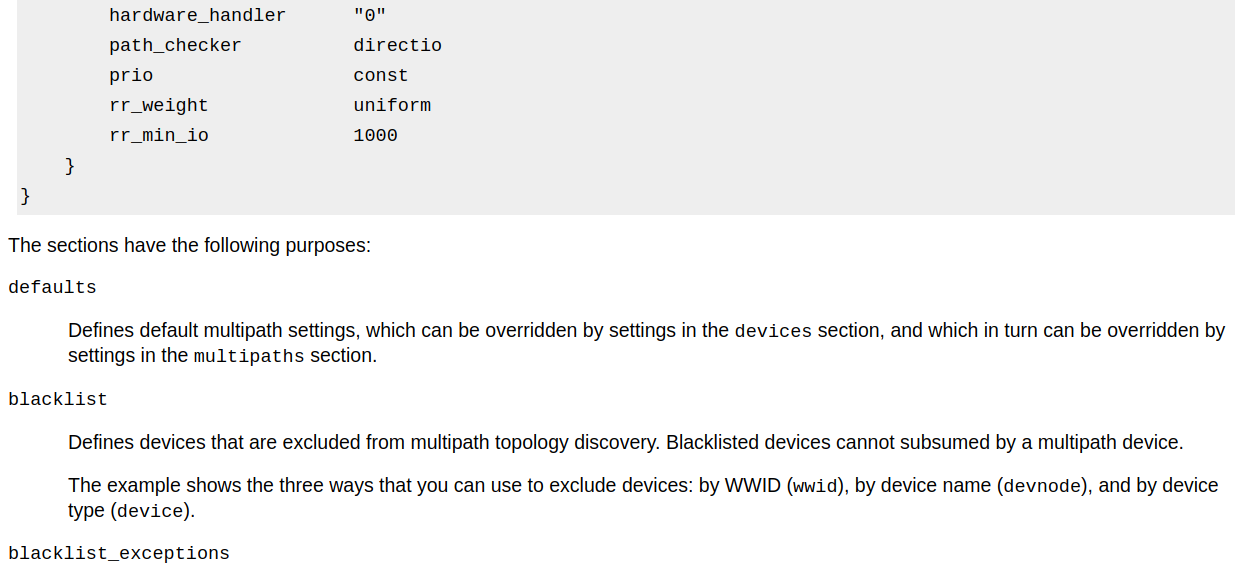 hardware_handler "0"
path_checker directio
prio const
rr_weight uniform
rr_min_io 1000
}
}
The sections have the following purposes:
defaults
Defines default multipath settings, which can be overridden by settings in the devices section, and which in turn can be overridden by
settings in the multipaths section.
blacklist
Defines devices that are excluded from multipath topology discovery. Blacklisted devices cannot subsumed by a multipath device.
The example shows the three ways that you can use to exclude devices: by WWID (wwid), by device name (devnode), and by device
type (device).
blacklist_exceptions